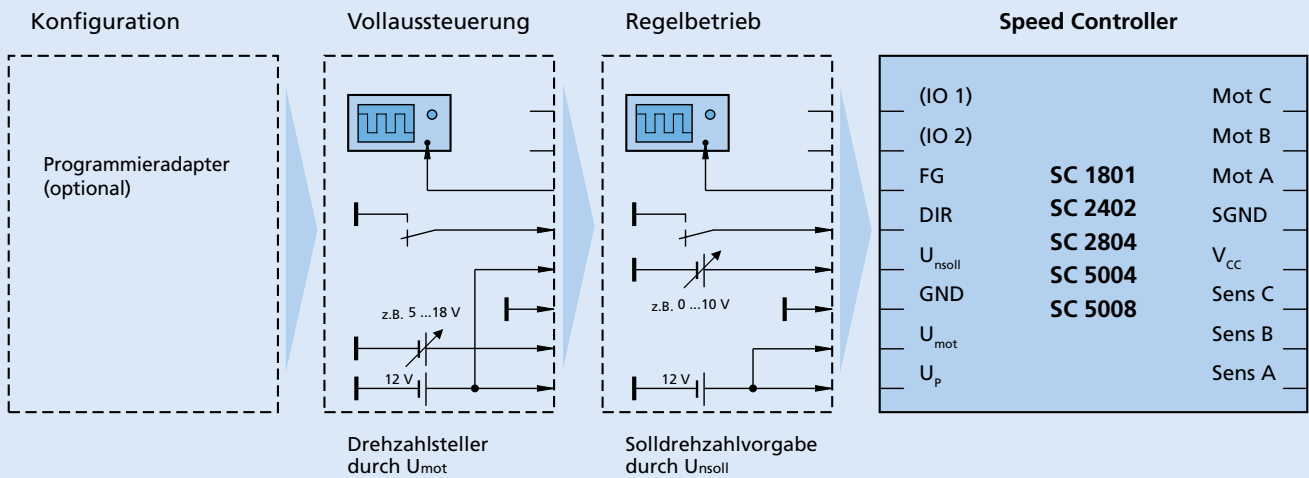 Konfiguration
Vollaussteuerung
Regelbetrieb
Speed Controller
Programmieradapter
(optional)
z.B. 5 ...18 V
12 V
Drehzahlsteller
durch Umot
z.B. 0 ...10 V
12 V
Solldrehzahlvorgabe
durch Unsoll
(IO 1)
(IO 2)
FG
DIR
Unsoll
GND
Umot
UP
SC 1801
SC 2402
SC 2804
SC 5004
SC 5008
Mot C
Mot B
Mot A
SGND
VCC
Sens C
Sens B
Sens A